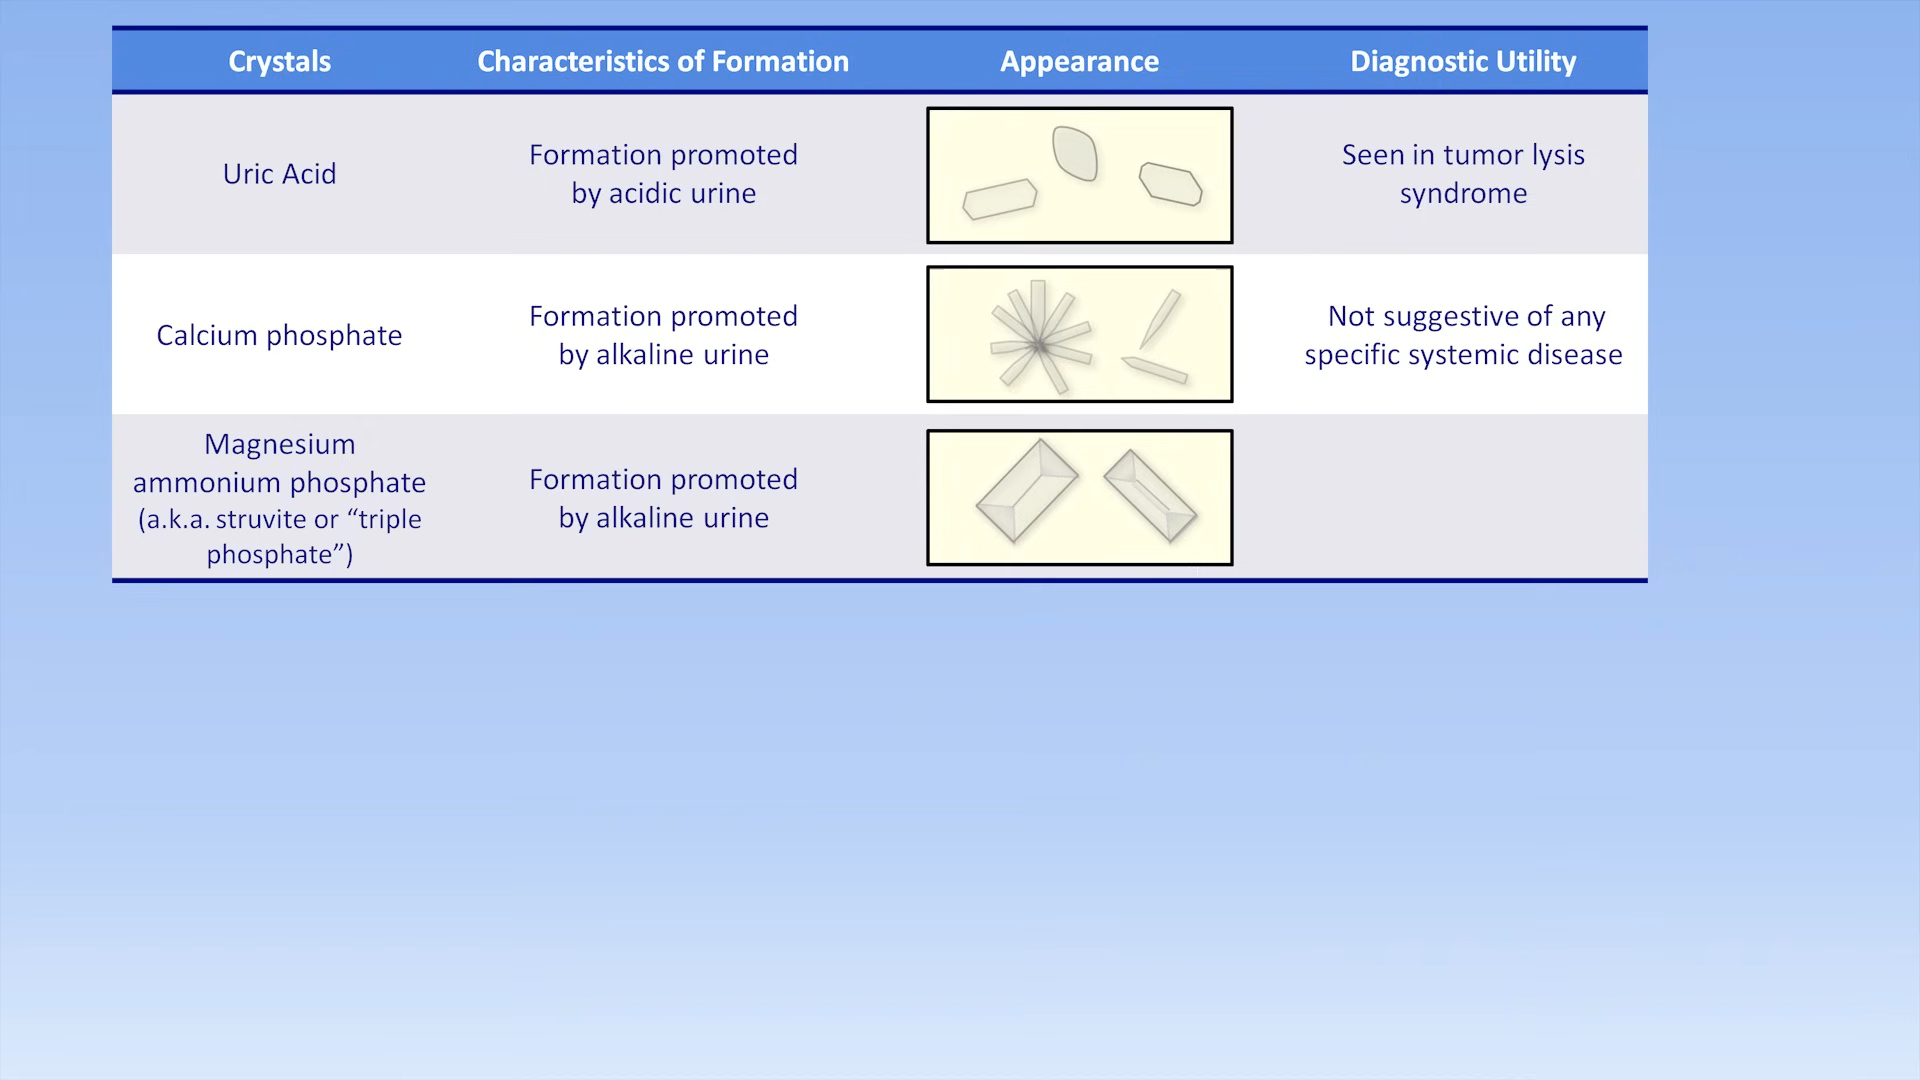 Crystals
Characteristics of Formation
Appearance
Diagnostic Utility
Uric Acid
Formation promoted
by acidic urine
Seen in tumor lysis
syndrome
Calcium phosphate
Formation promoted
by alkaline urine
Not suggestive of any
specific systemic disease
Magnesium
ammonium phosphate
(a.k.a. struvite or “triple
phosphate”)
Formation promoted
by alkaline urine